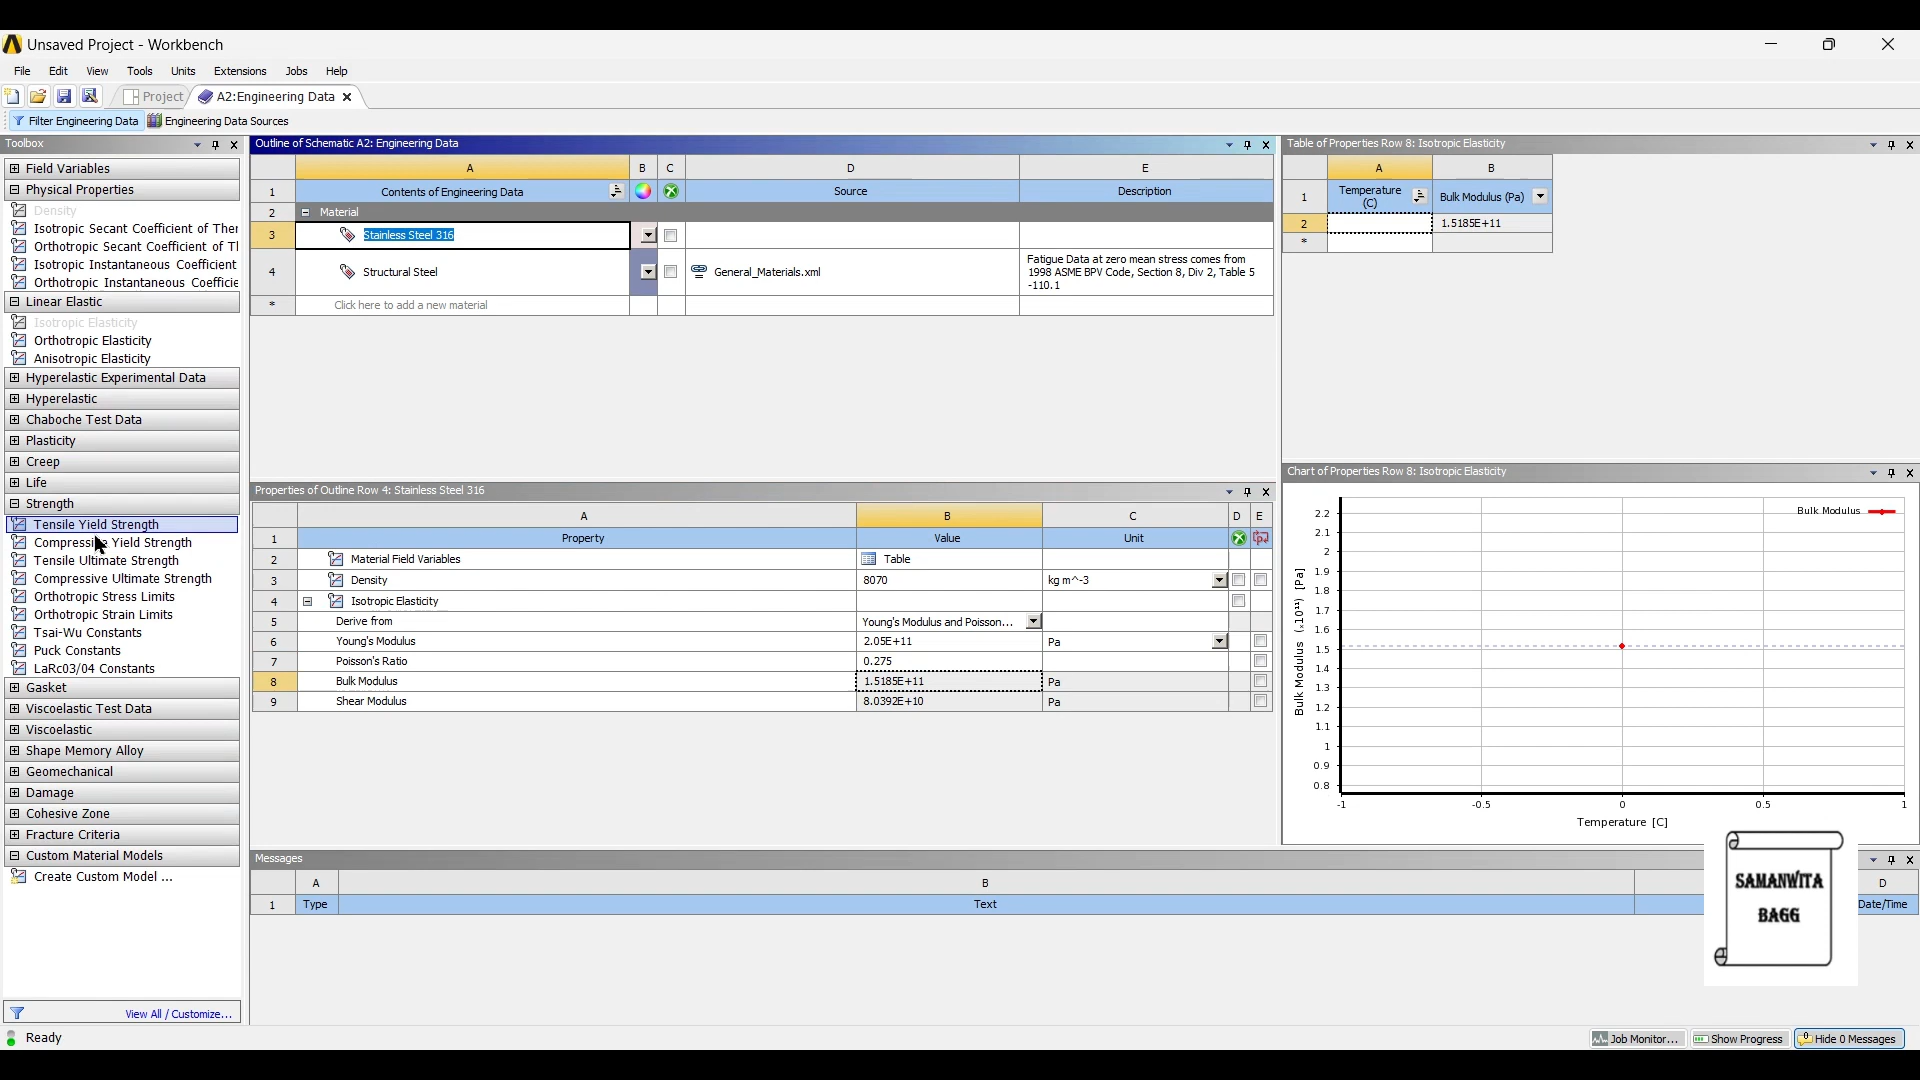 Unsaved Project - Workbench
File Edit View Tools Units Extensions Jobs Help
Project A2:Engineering Data
Filter Engineering Data Engineering Data Sources
Toolbox
Field Variables
Physical Properties
Density
Isotropic Secant Coefficient of Ther
Orthotropic Secant Coefficient of Tl
Isotropic Instantaneous Coefficient
Orthotropic Instantaneous Coefficie
Linear Elastic
Isotropic Elasticity
Orthotropic Elasticity
Anisotropic Elasticity
Hyperelastic Experimental Data
Hyperelastic
Chaboche Test Data
Plasticity
Creep
Life
Strength
Tensile Yield Strength
Compressive Yield Strength
Tensile Ultimate Strength
Compressive Ultimate Strength
Orthotropic Stress Limits
Orthotropic Strain Limits
Tsai-Wu Constants
Puck Constants
LaRc03/04 Constants
Gasket
Viscoelastic Test Data
Viscoelastic
Shape Memory Alloy
Geomechanical
Damage
Cohesive Zone
Fracture Criteria
Custom Material Models
Create Custom Model ...
View All / Customize...
Outline of Schematic A2: Engineering Data
A B C D E
1 Contents of Engineering Data Source Description
2 Material
3 Stainless Steel 316
4 Structural Steel General_Materials.xml
Fatigue Data at zero mean stress comes from
1998 ASME BPV Code, Section 8, Div 2, Table 5
-110.1
* Click here to add a new material
Properties of Outline Row 4: Stainless Steel 316
A B C D E
1 Property Value Unit
2 Material Field Variables Table
3 Density 8070 kg m^-3
4 Isotropic Elasticity
5 Derive from Young's Modulus and Poisson...
6 Young's Modulus 2.05E+11 Pa
7 Poisson's Ratio 0.275
8 Bulk Modulus 1.5185E+11 Pa
9 Shear Modulus 8.0392E+10 Pa
Table of Properties Row 8: Isotropic Elasticity
A B
1 Temperature (C) Bulk Modulus (Pa)
2 1.5185E+11
*
Chart of Properties Row 8: Isotropic Elasticity
Bulk Modulus
Bulk Modulus (.10¹¹) [Pa]
2.2
2.1
2
1.9
1.8
1.7
1.6
1.5
1.4
1.3
1.2
1.1
1
0.9
0.8
-1 -0.5 0 0.5 1
Temperature [C]
Messages
A B D
1 Type Text Date/Time
SAMANWITA
BAGG
Ready
Job Monitor... Show Progress Hide 0 Messages